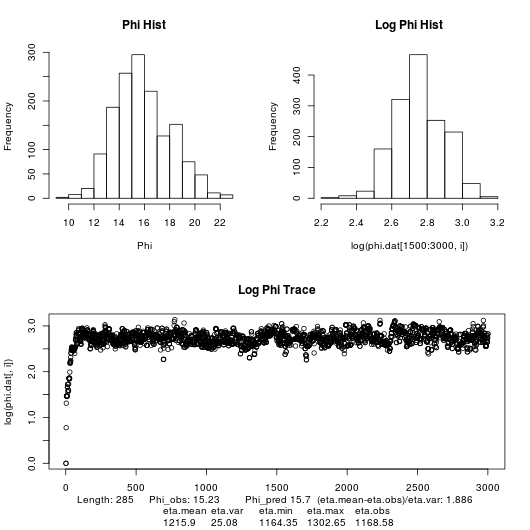 Phi Hist
Log Phi Hist
Frequency
0 50 100 200 300
10 12 14 16 18 20 22
Phi
Frequency
0 100 200 300 400
2.2 2.4 2.6 2.8 3.0 3.2
log(phi.dat[1500:3000, i])
Log Phi Trace
log(phi.dat[, i])
0.0 1.0 2.0 3.0
0 500 1000 1500 2000 2500 3000
Length: 285 Phi_obs: 15.23 Phi_pred 15.7 (eta.mean-eta.obs)/eta.var: 1.886
eta.mean eta.var eta.min eta.max eta.obs
1215.9 25.08 1164.35 1302.65 1168.58